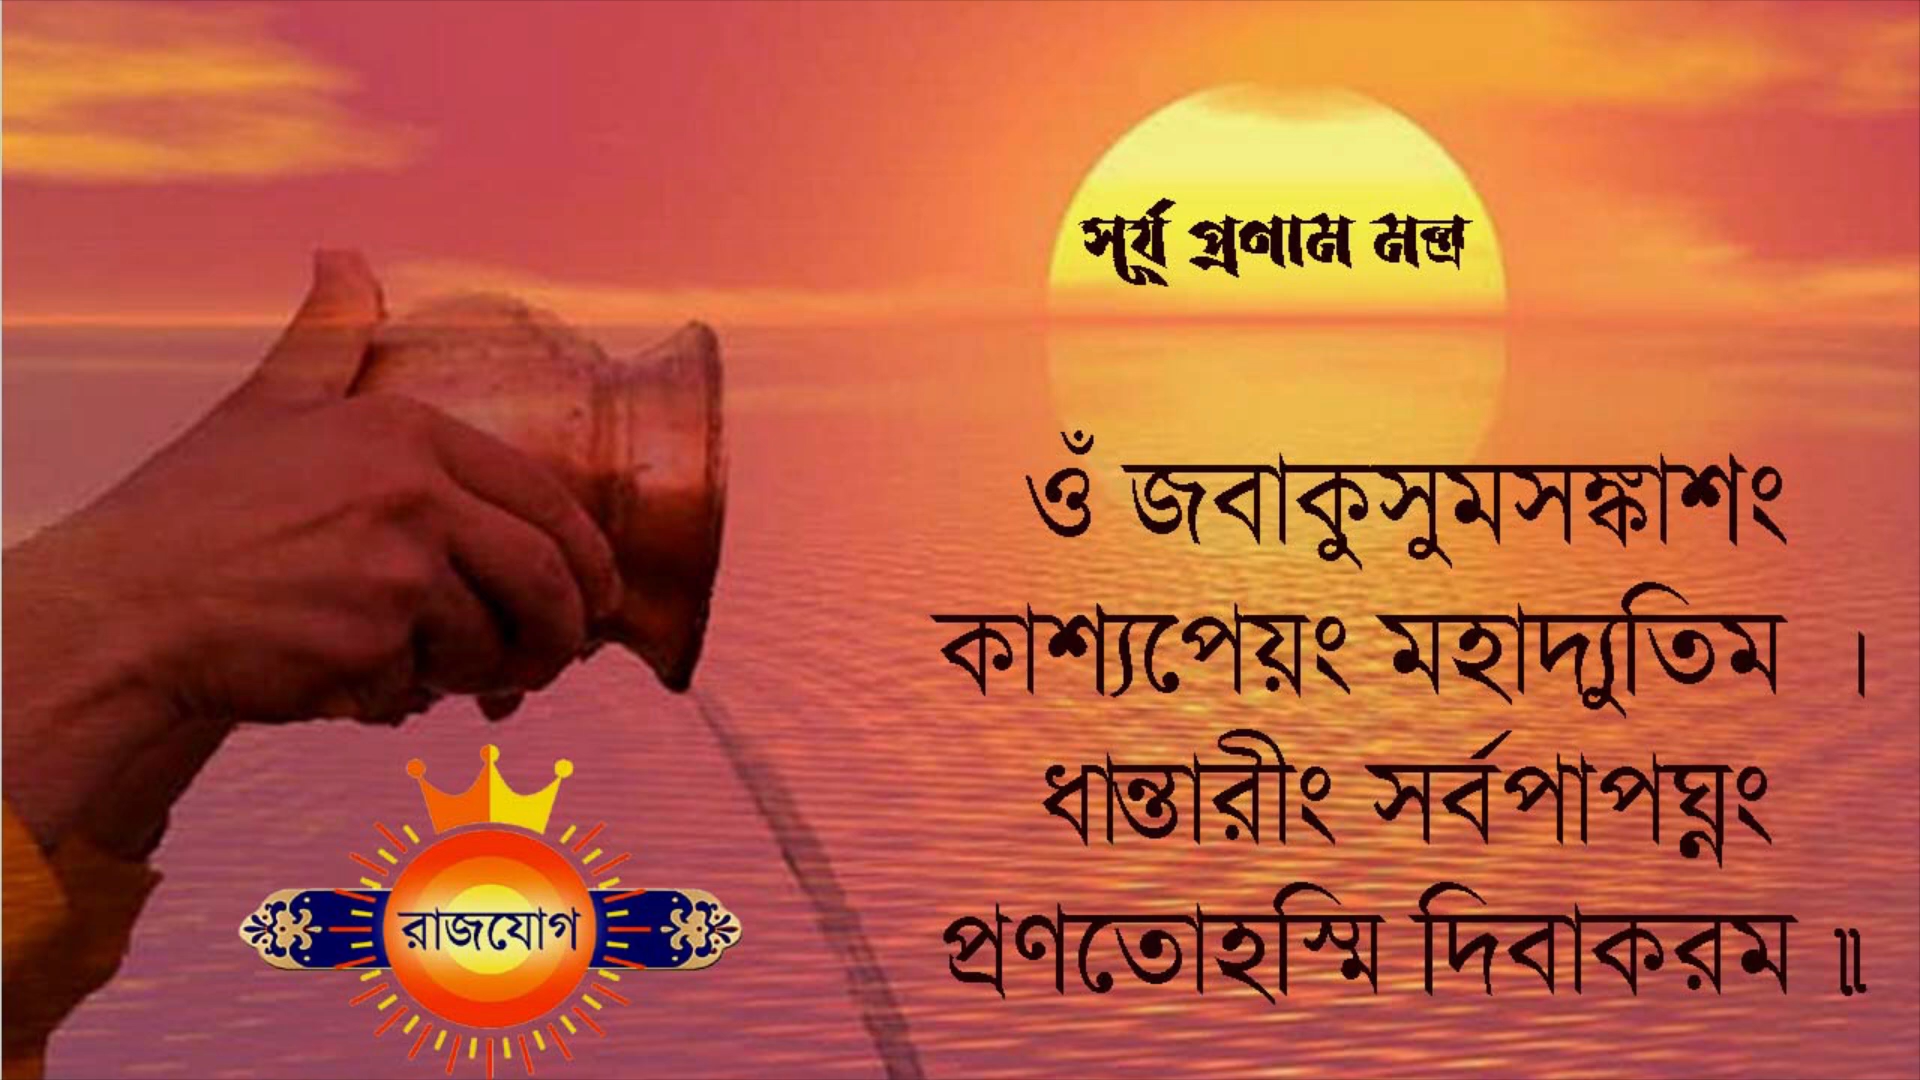 সূর্য প্রণাম মন্ত্র
ওঁ জবাকুসুমসঙ্কাশং
কাশ্যপেয়ং মহাদ্যুতিম ।
ধান্তারীং সর্বপাপঘ্নং
প্রণতোহস্মি দিবাকরম ॥
রাজযোগ